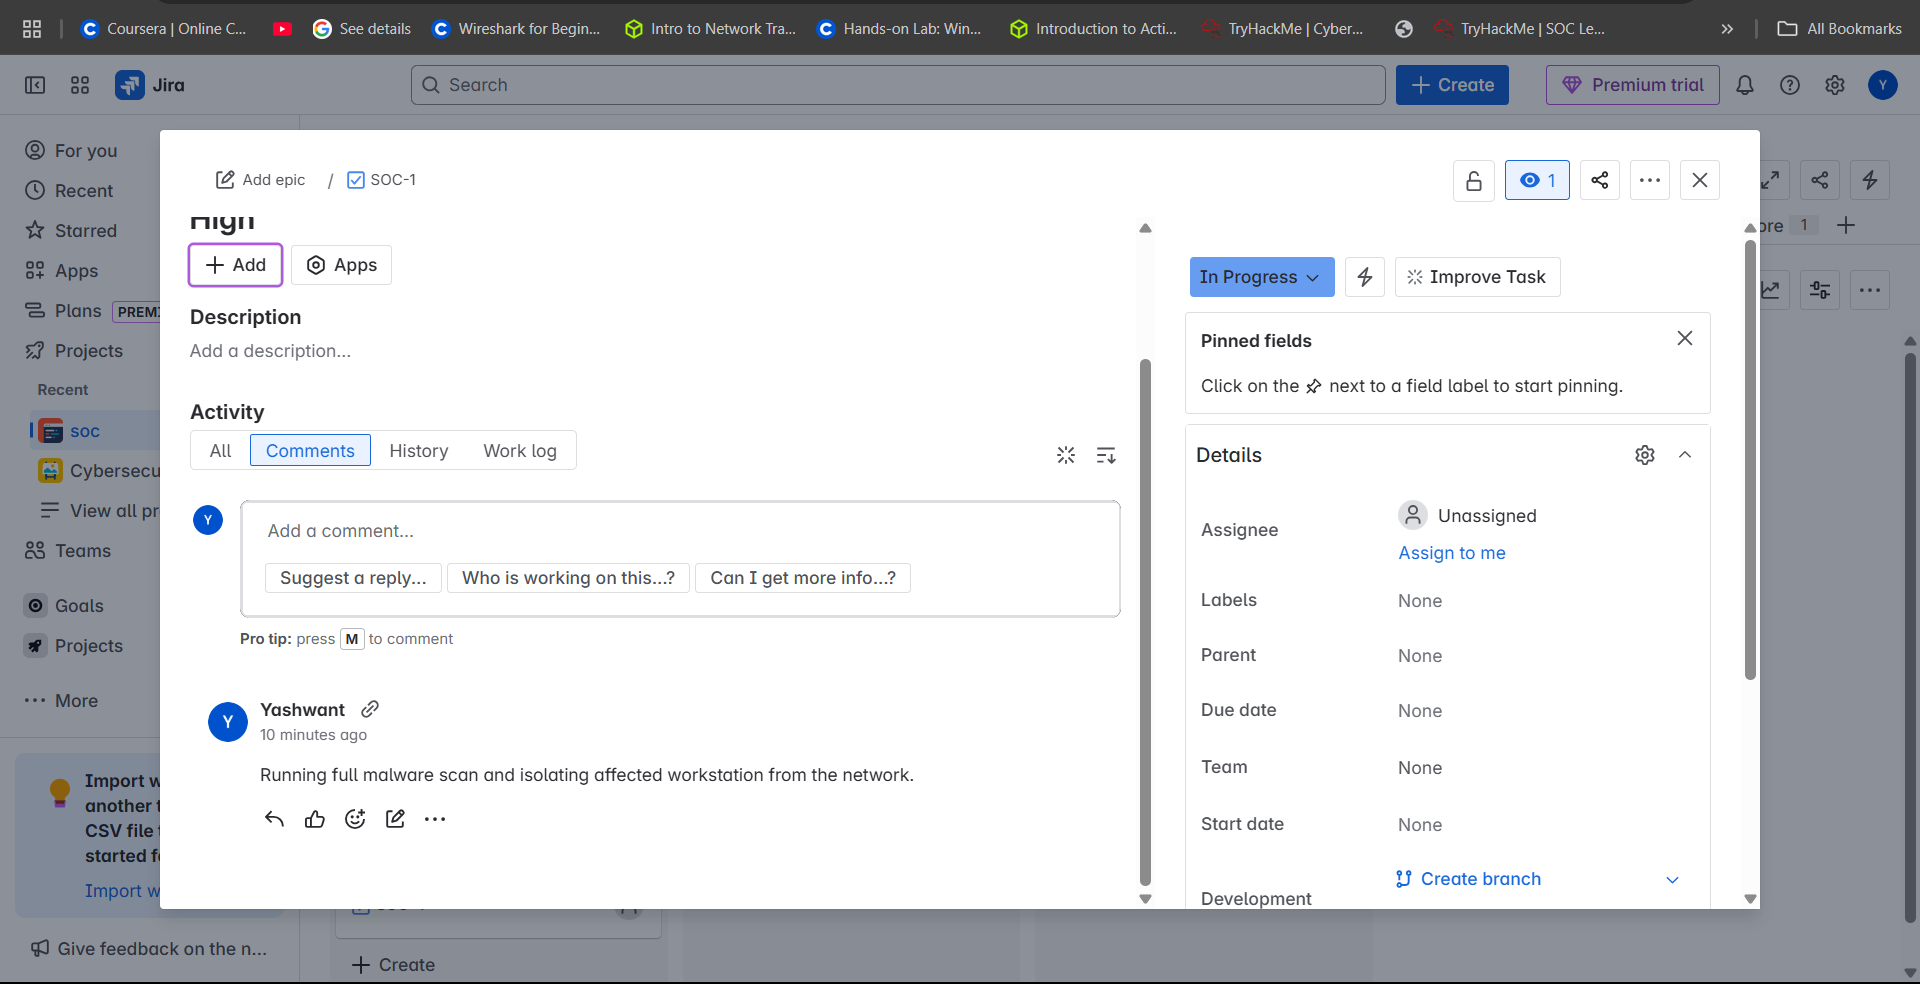 Coursera | Online C...
See details
Wireshark for Begin...
Intro to Network Tra...
Hands-on Lab: Win...
Introduction to Acti...
TryHackMe | Cyber...
TryHackMe | SOC Le...
All Bookmarks
Jira
Search
Create
Premium trial
Y
For you
Recent
Starred
Apps
Plans
PREMI
Projects
Recent
soc
Cybersecu
View all pr
Teams
Goals
Projects
More
Import w
another t
CSV file
started f
Import w
Give feedback on the n...
Add epic
/
SOC-1
1
High
Add
Apps
Description
Add a description...
Activity
All
Comments
History
Work log
Y
Add a comment...
Suggest a reply...
Who is working on this...?
Can I get more info...?
Pro tip: press M to comment
Y
Yashwant
10 minutes ago
Running full malware scan and isolating affected workstation from the network.
In Progress
Improve Task
Pinned fields
Click on the next to a field label to start pinning.
Details
Assignee
Unassigned
Assign to me
Labels
None
Parent
None
Due date
None
Team
None
Start date
None
Development
Create branch
ore
1
Create